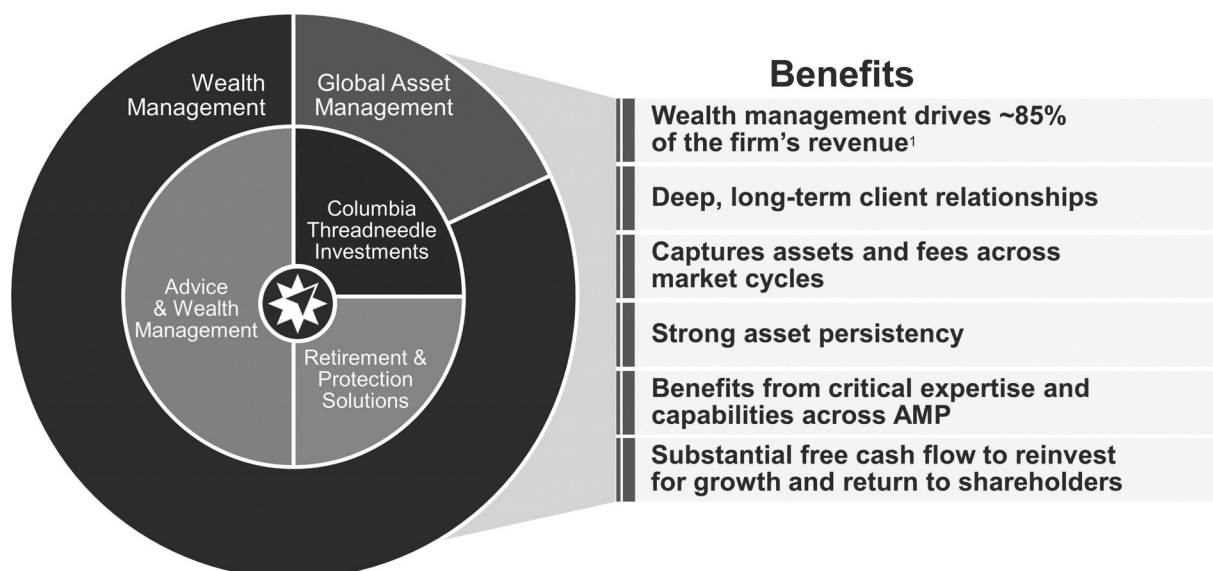 Wealth
Management
Global Asset
Management
Columbia
Threadneedle
Investments
Advice
& Wealth
Management
Retirement &
Protection
Solutions
Benefits
Wealth management drives ~85%
of the firm’s revenue¹
Deep, long-term client relationships
Captures assets and fees across
market cycles
Strong asset persistency
Benefits from critical expertise and
capabilities across AMP
Substantial free cash flow to reinvest
for growth and return to shareholders